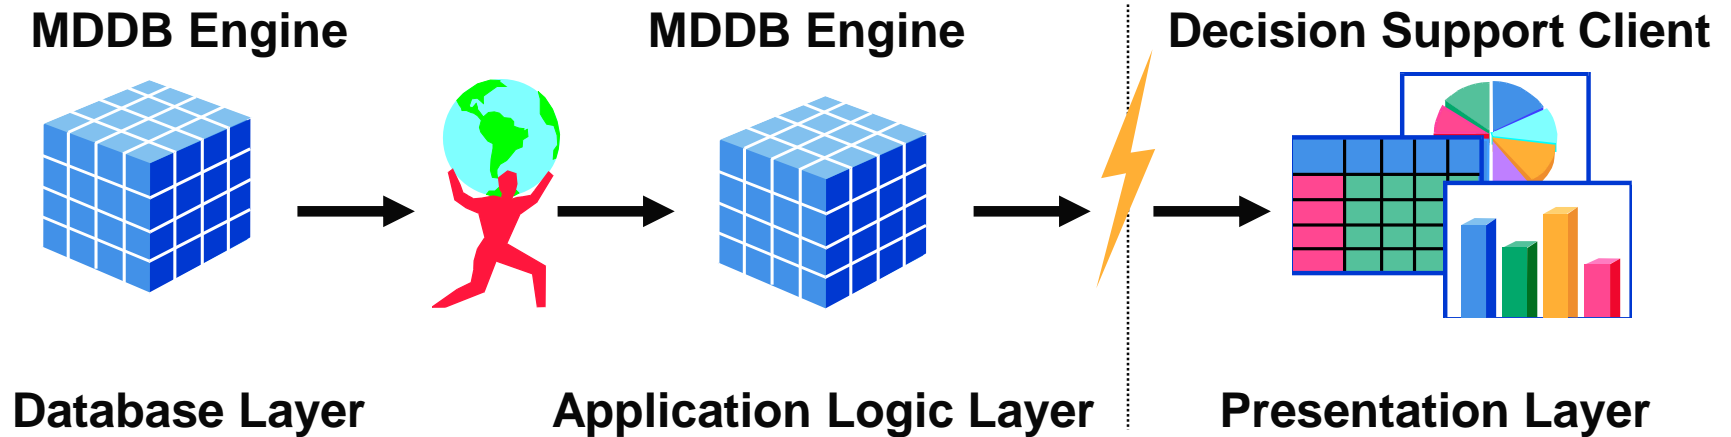 MDDB Engine
MDDB Engine
Decision Support Client
Database Layer
Application Logic Layer
Presentation Layer